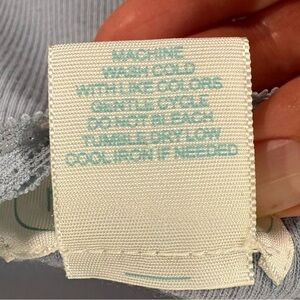 MACHINE
WASH COLD
WITH LIKE COLORS
GENTLE CYCLE
DO NOT BLEACH
TUMBLE DRY LOW
COOL IRON IF NEEDED